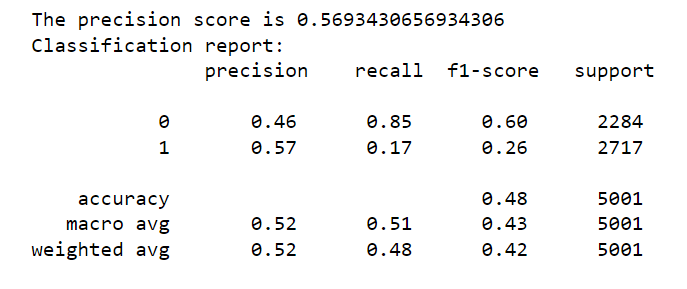 The precision score is 0.5693430656934306
Classification report:
precision recall f1-score support
0 0.46 0.85 0.60 2284
1 0.57 0.17 0.26 2717
accuracy 0.48 5001
macro avg 0.52 0.51 0.43 5001
weighted avg 0.52 0.48 0.42 5001